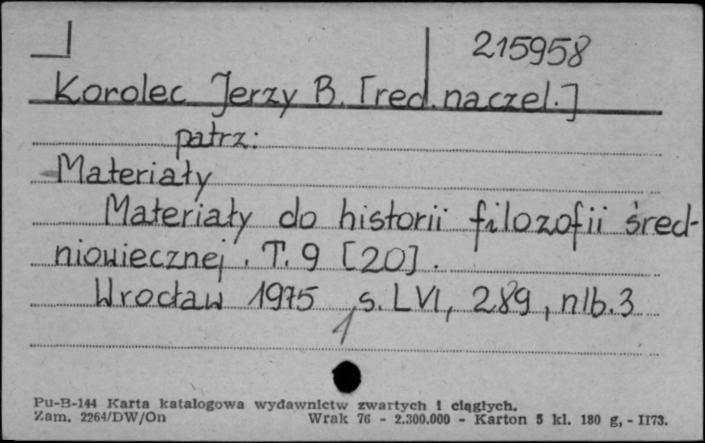 215958
Korolec Jerzy B. [red. naczel.]
patrz:
Materiały
Materiały do historii filozofii śred-
niowiecznej. T. 9 [20].
Wrocław 1975, s. LVI, 289, nlb. 3
1
Pu-B-144 Karta katalogowa wydawnictw zwartych i ciągłych.
Zam. 2264/DW/On Wrak 76 - 2.300.000 - Karton 5 kl. 180 g, - II73.